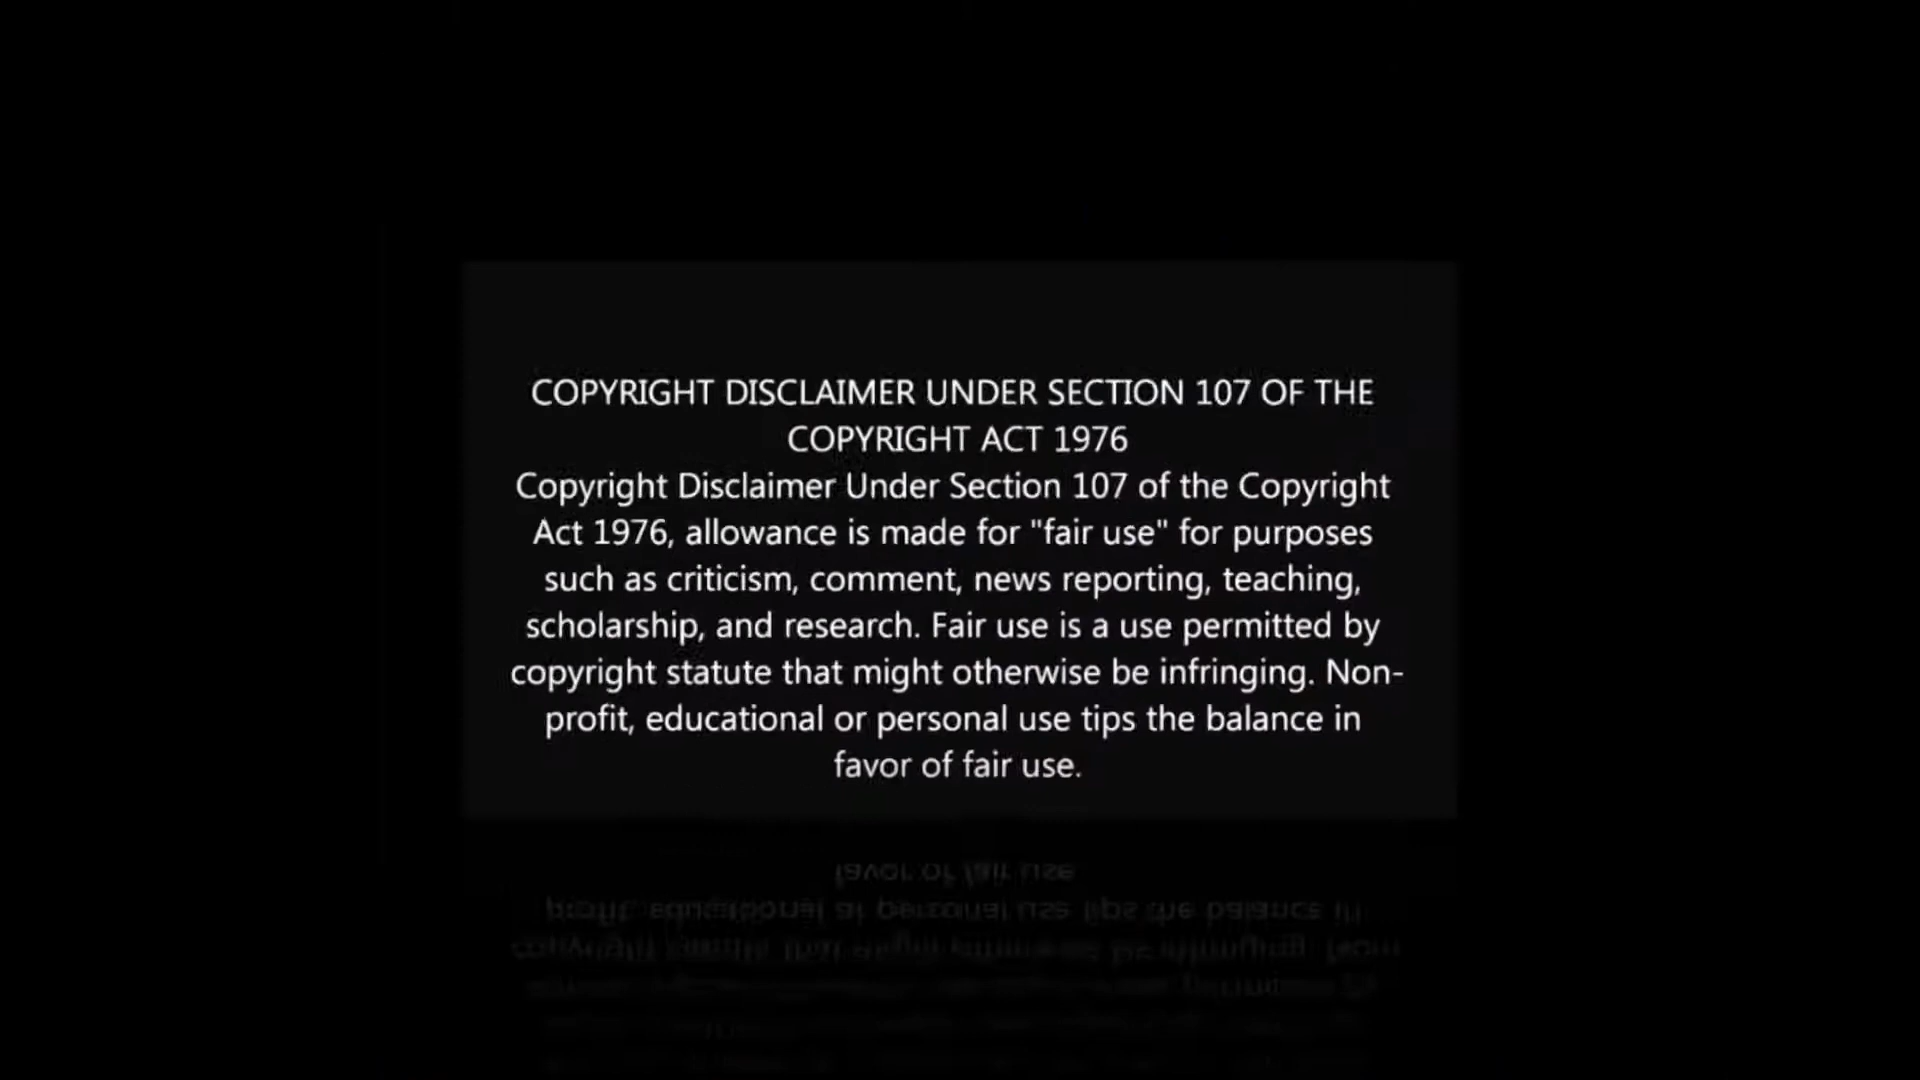 COPYRIGHT DISCLAIMER UNDER SECTION 107 OF THE
COPYRIGHT ACT 1976
Copyright Disclaimer Under Section 107 of the Copyright
Act 1976, allowance is made for "fair use" for purposes
such as criticism, comment, news reporting, teaching,
scholarship, and research. Fair use is a use permitted by
copyright statute that might otherwise be infringing. Non-
profit, educational or personal use tips the balance in
favor of fair use.